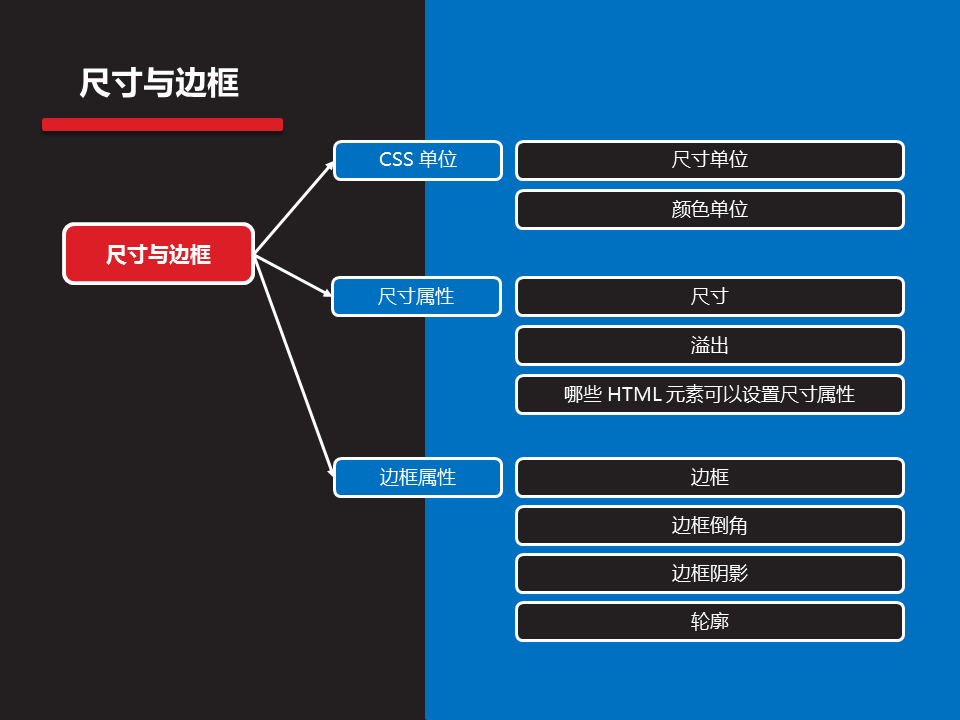 尺寸与边框
尺寸与边框
CSS 单位
尺寸单位
颜色单位
尺寸属性
尺寸
溢出
哪些 HTML 元素可以设置尺寸属性
边框属性
边框
边框倒角
边框阴影
轮廓